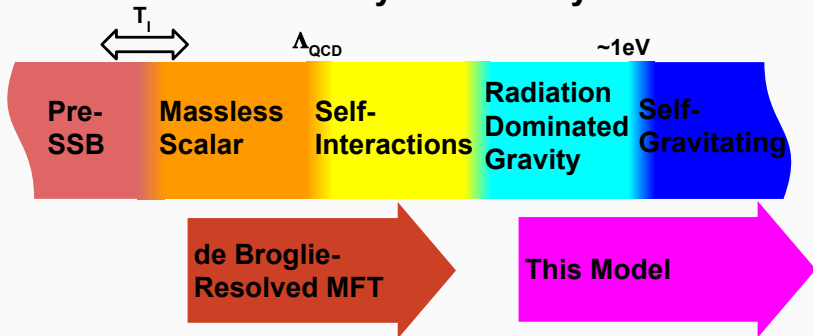 T_I
Λ_QCD
~1eV
Pre-
SSB
Massless
Scalar
Self-
Interactions
Radiation
Dominated
Gravity
Self-
Gravitating
de Broglie-
Resolved MFT
This Model